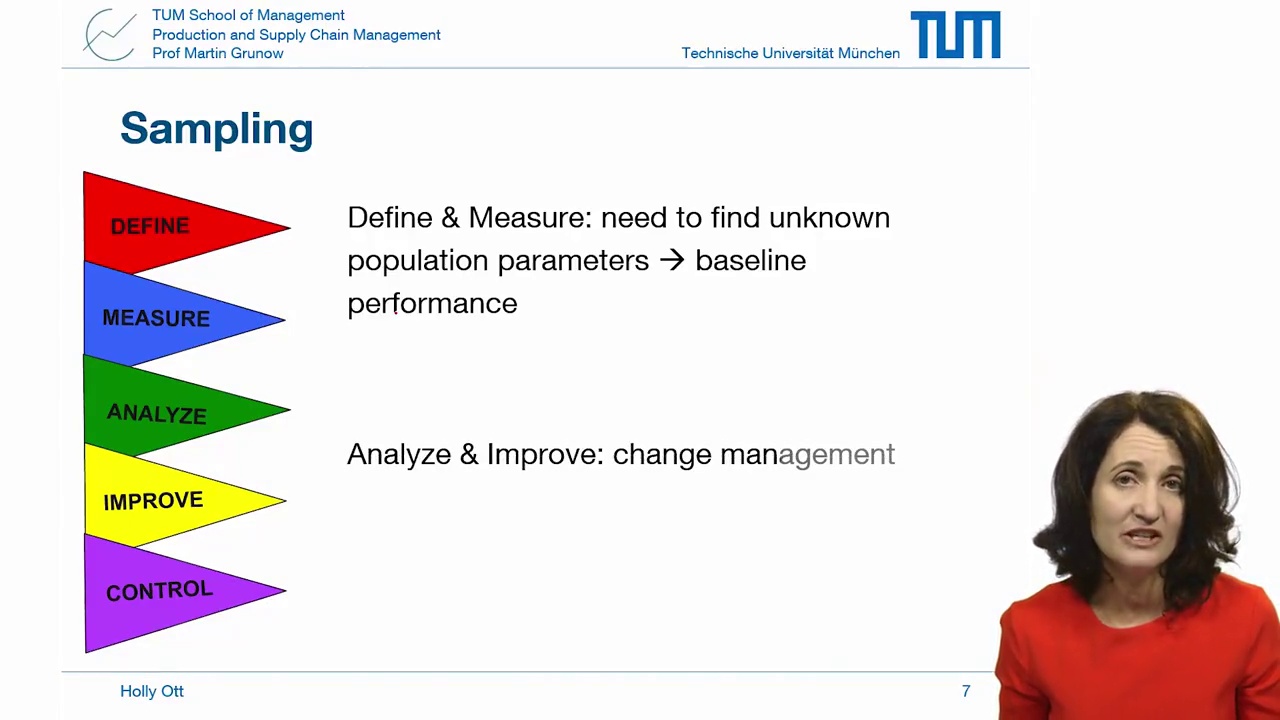 TUM School of Management
Production and Supply Chain Management
Prof Martin Grunow
Technische Universität München
TUM
Sampling
DEFINE
MEASURE
ANALYZE
IMPROVE
CONTROL
Define & Measure: need to find unknown
population parameters → baseline
performance
Analyze & Improve: change management
Holly Ott
7